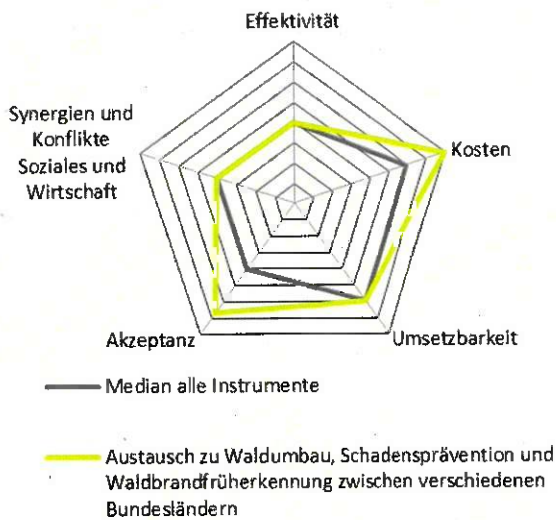 Effektivität
Synergien und
Konflikte
Soziales und
Wirtschaft
Kosten
Akzeptanz
Umsetzbarkeit
Median alle Instrumente
Austausch zu Waldumbau, Schadensprävention und
Waldbrandfrüherkennung zwischen verschiedenen
Bundesländern